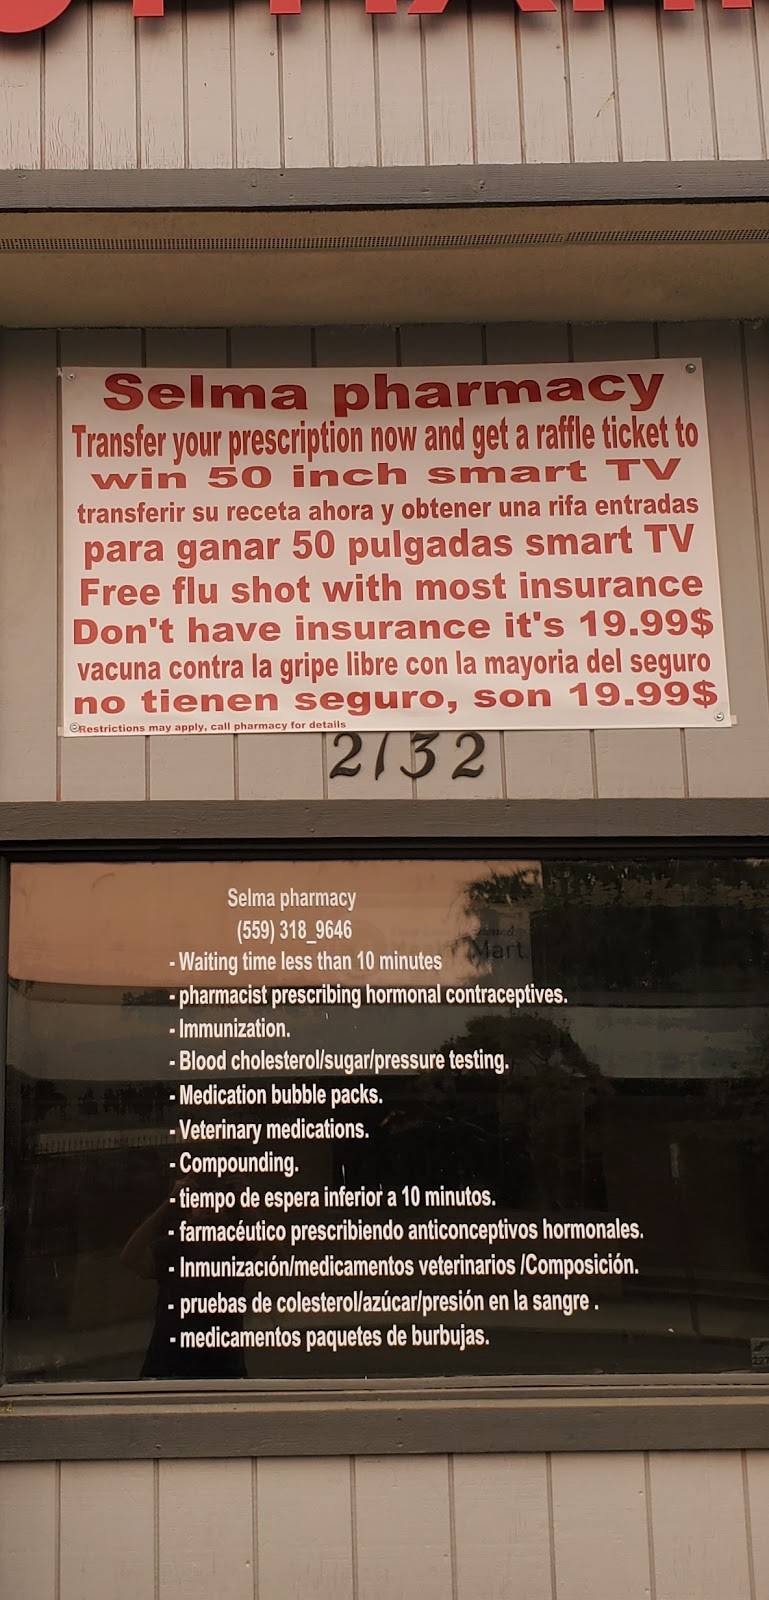 Selma pharmacy
Transfer your prescription now and get a raffle ticket to
win 50 inch smart TV
transferir su receta ahora y obtener una rifa entradas
para ganar 50 pulgadas smart TV
Free flu shot with most insurance
Don't have insurance it's 19.99$
vacuna contra la gripe libre con la mayoria del seguro
no tienen seguro, son 19.99$
©Restrictions may apply, call pharmacy for details
2132
Selma pharmacy
(559) 318_9646
- Waiting time less than 10 minutes
- pharmacist prescribing hormonal contraceptives.
- Immunization.
- Blood cholesterol/sugar/pressure testing.
- Medication bubble packs.
- Veterinary medications.
- Compounding.
- tiempo de espera inferior a 10 minutos.
- farmacéutico prescribiendo anticonceptivos hormonales.
- Inmunización/medicamentos veterinarios /Composición.
- pruebas de colesterol/azúcar/presión en la sangre .
- medicamentos paquetes de burbujas.